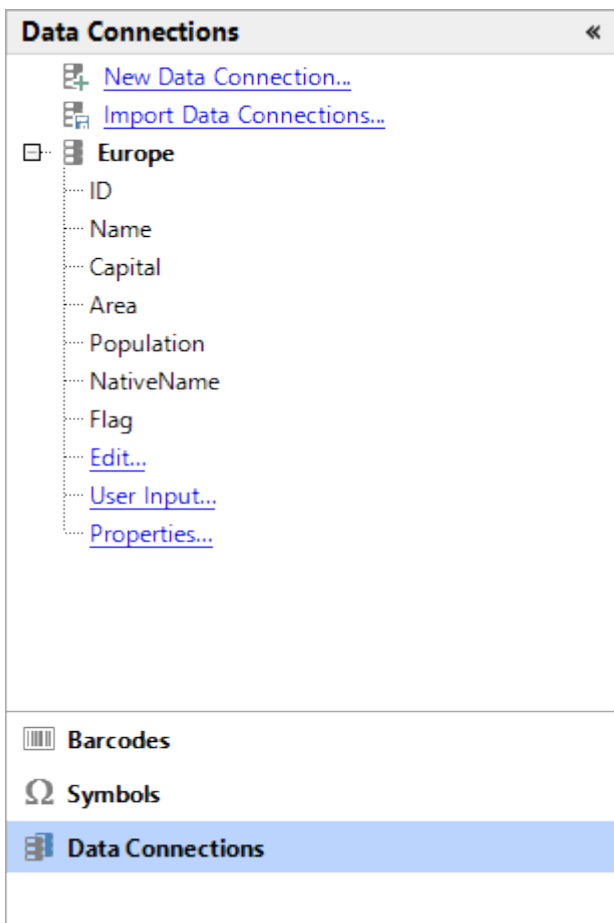 Data Connections «
New Data Connection...
Import Data Connections...
Europe
ID
Name
Capital
Area
Population
NativeName
Flag
Edit...
User Input...
Properties...
Barcodes
Ω Symbols
Data Connections